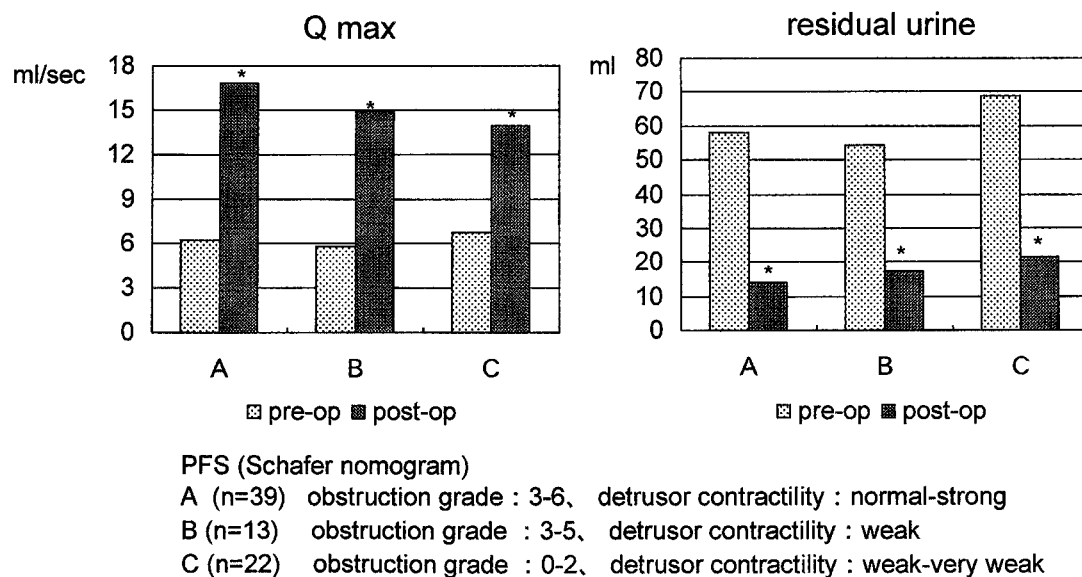 Q max
ml/sec
18
15
12
9
6
3
0
*
*
*
A
B
C
pre-op post-op
residual urine
ml
80
70
60
50
40
30
20
10
0
*
*
*
A
B
C
pre-op post-op
PFS (Schafer nomogram)
A (n=39) obstruction grade : 3-6、 detrusor contractility : normal-strong
B (n=13) obstruction grade : 3-5、 detrusor contractility : weak
C (n=22) obstruction grade : 0-2、 detrusor contractility : weak-very weak